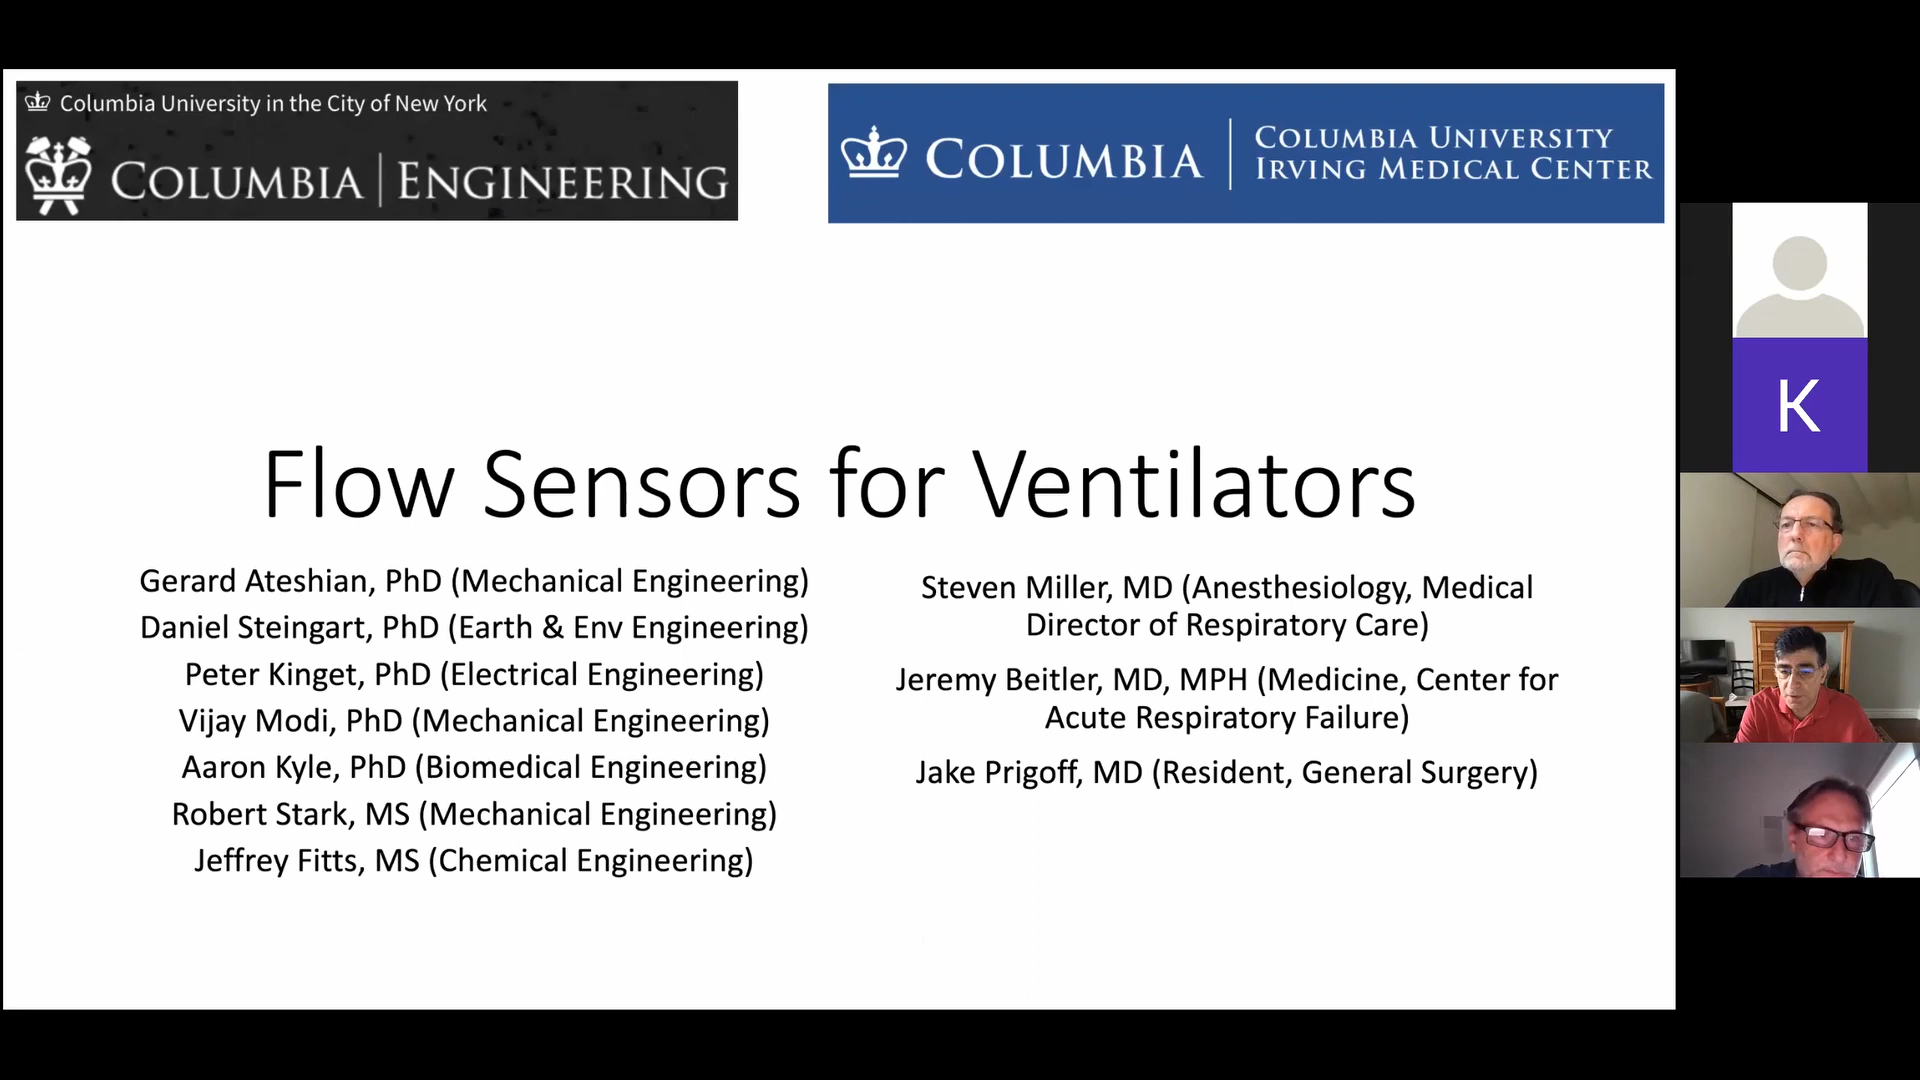 Columbia University in the City of New York
COLUMBIA | ENGINEERING
COLUMBIA
COLUMBIA UNIVERSITY
IRVING MEDICAL CENTER
Flow Sensors for Ventilators
Gerard Ateshian, PhD (Mechanical Engineering)
Daniel Steingart, PhD (Earth & Env Engineering)
Peter Kinget, PhD (Electrical Engineering)
Vijay Modi, PhD (Mechanical Engineering)
Aaron Kyle, PhD (Biomedical Engineering)
Robert Stark, MS (Mechanical Engineering)
Jeffrey Fitts, MS (Chemical Engineering)
Steven Miller, MD (Anesthesiology, Medical
Director of Respiratory Care)
Jeremy Beitler, MD, MPH (Medicine, Center for
Acute Respiratory Failure)
Jake Prigoff, MD (Resident, General Surgery)
K